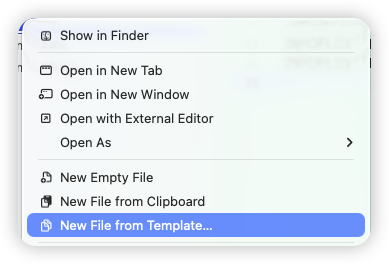 Show in Finder
Open in New Tab
Open in New Window
Open with External Editor
Open As
New Empty File
New File from Clipboard
New File from Template...